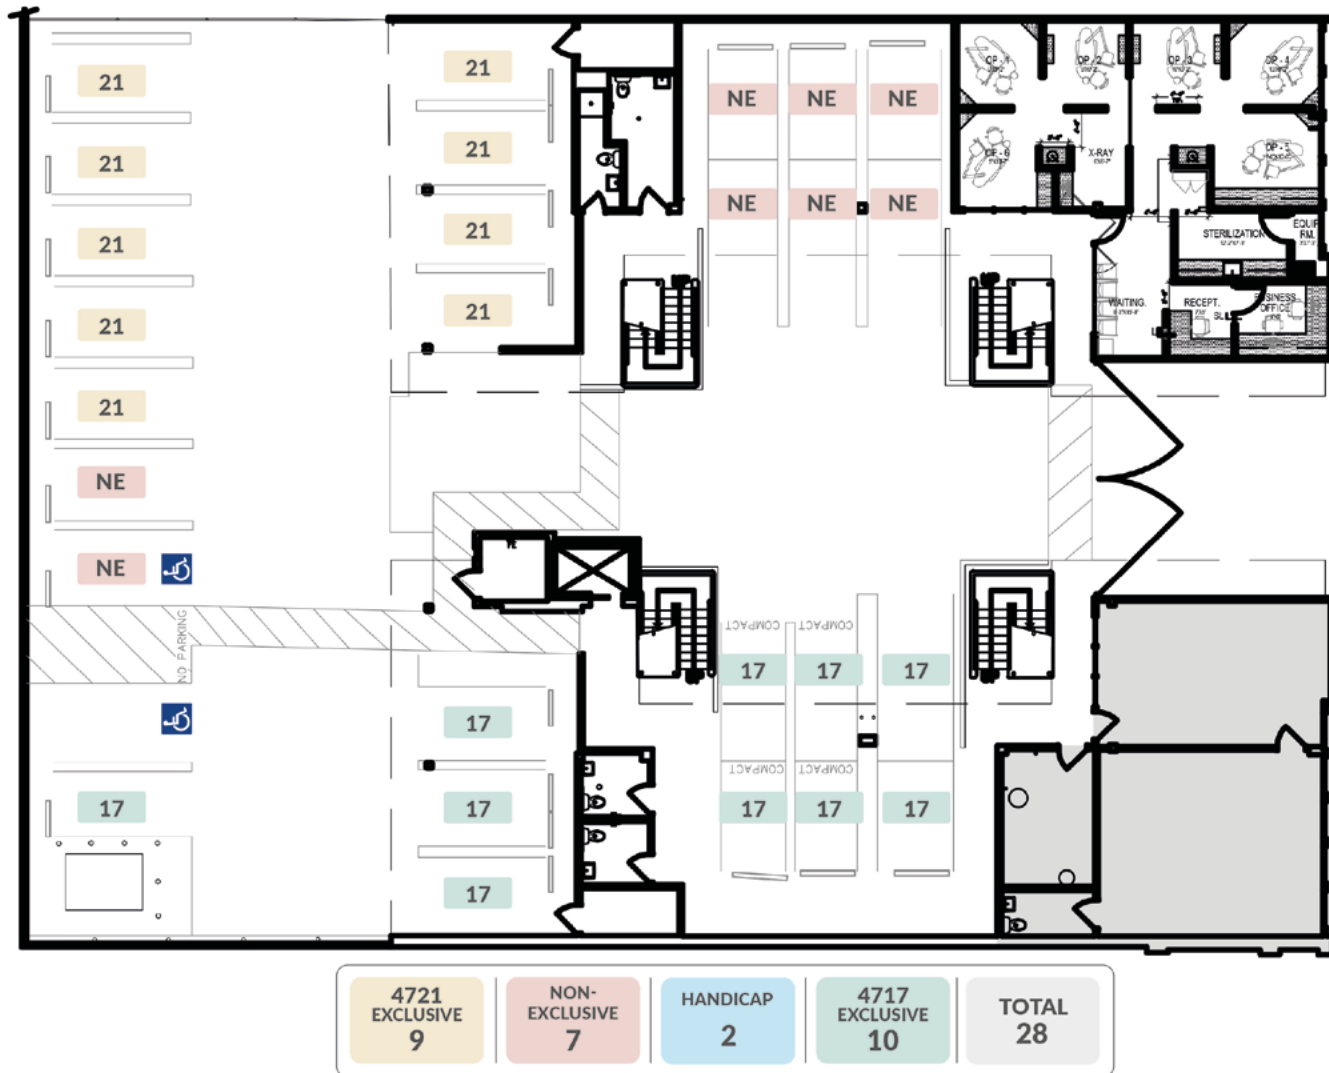 21
21
21
21
21
NE
NE
NO PARKING
17
21
21
21
21
17
17
17
NE NE NE
NE NE NE
COMPACT COMPACT
17 17 17
COMPACT COMPACT
17 17 17
OP - 2
OP - 3
OP - 4
OP - 5
OP - 6
X-RAY
STERILIZATION
EQUIP
RM.
WAITING.
RECEPT.
BUSINESS
OFFICE
4721
EXCLUSIVE
9
NON-
EXCLUSIVE
7
HANDICAP
2
4717
EXCLUSIVE
10
TOTAL
28